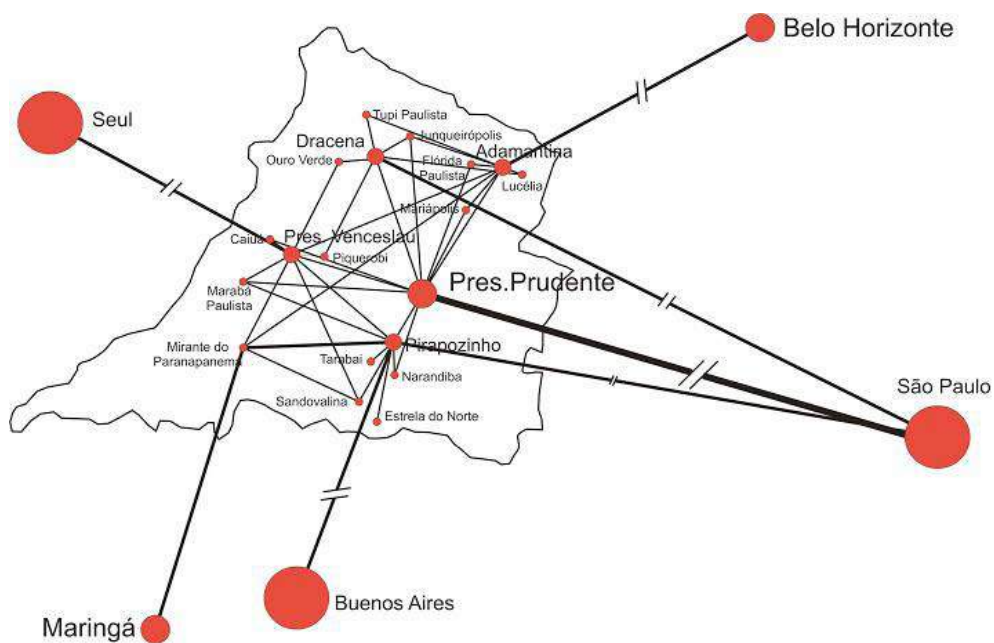 Belo Horizonte
Seul
Tupi Paulista
Junqueirópolis
Dracena
Adamantina
Ouro Verde
Flórida
Paulista
Lucélia
Mariápolis
Caiuá
Pres. Venceslau
Piquerobi
Pres.Prudente
Marabá
Paulista
Mirante do
Paranapanema
Pirapozinho
Tarabai
Narandiba
São Paulo
Sandovalina
Estrela do Norte
Buenos Aires
Maringá